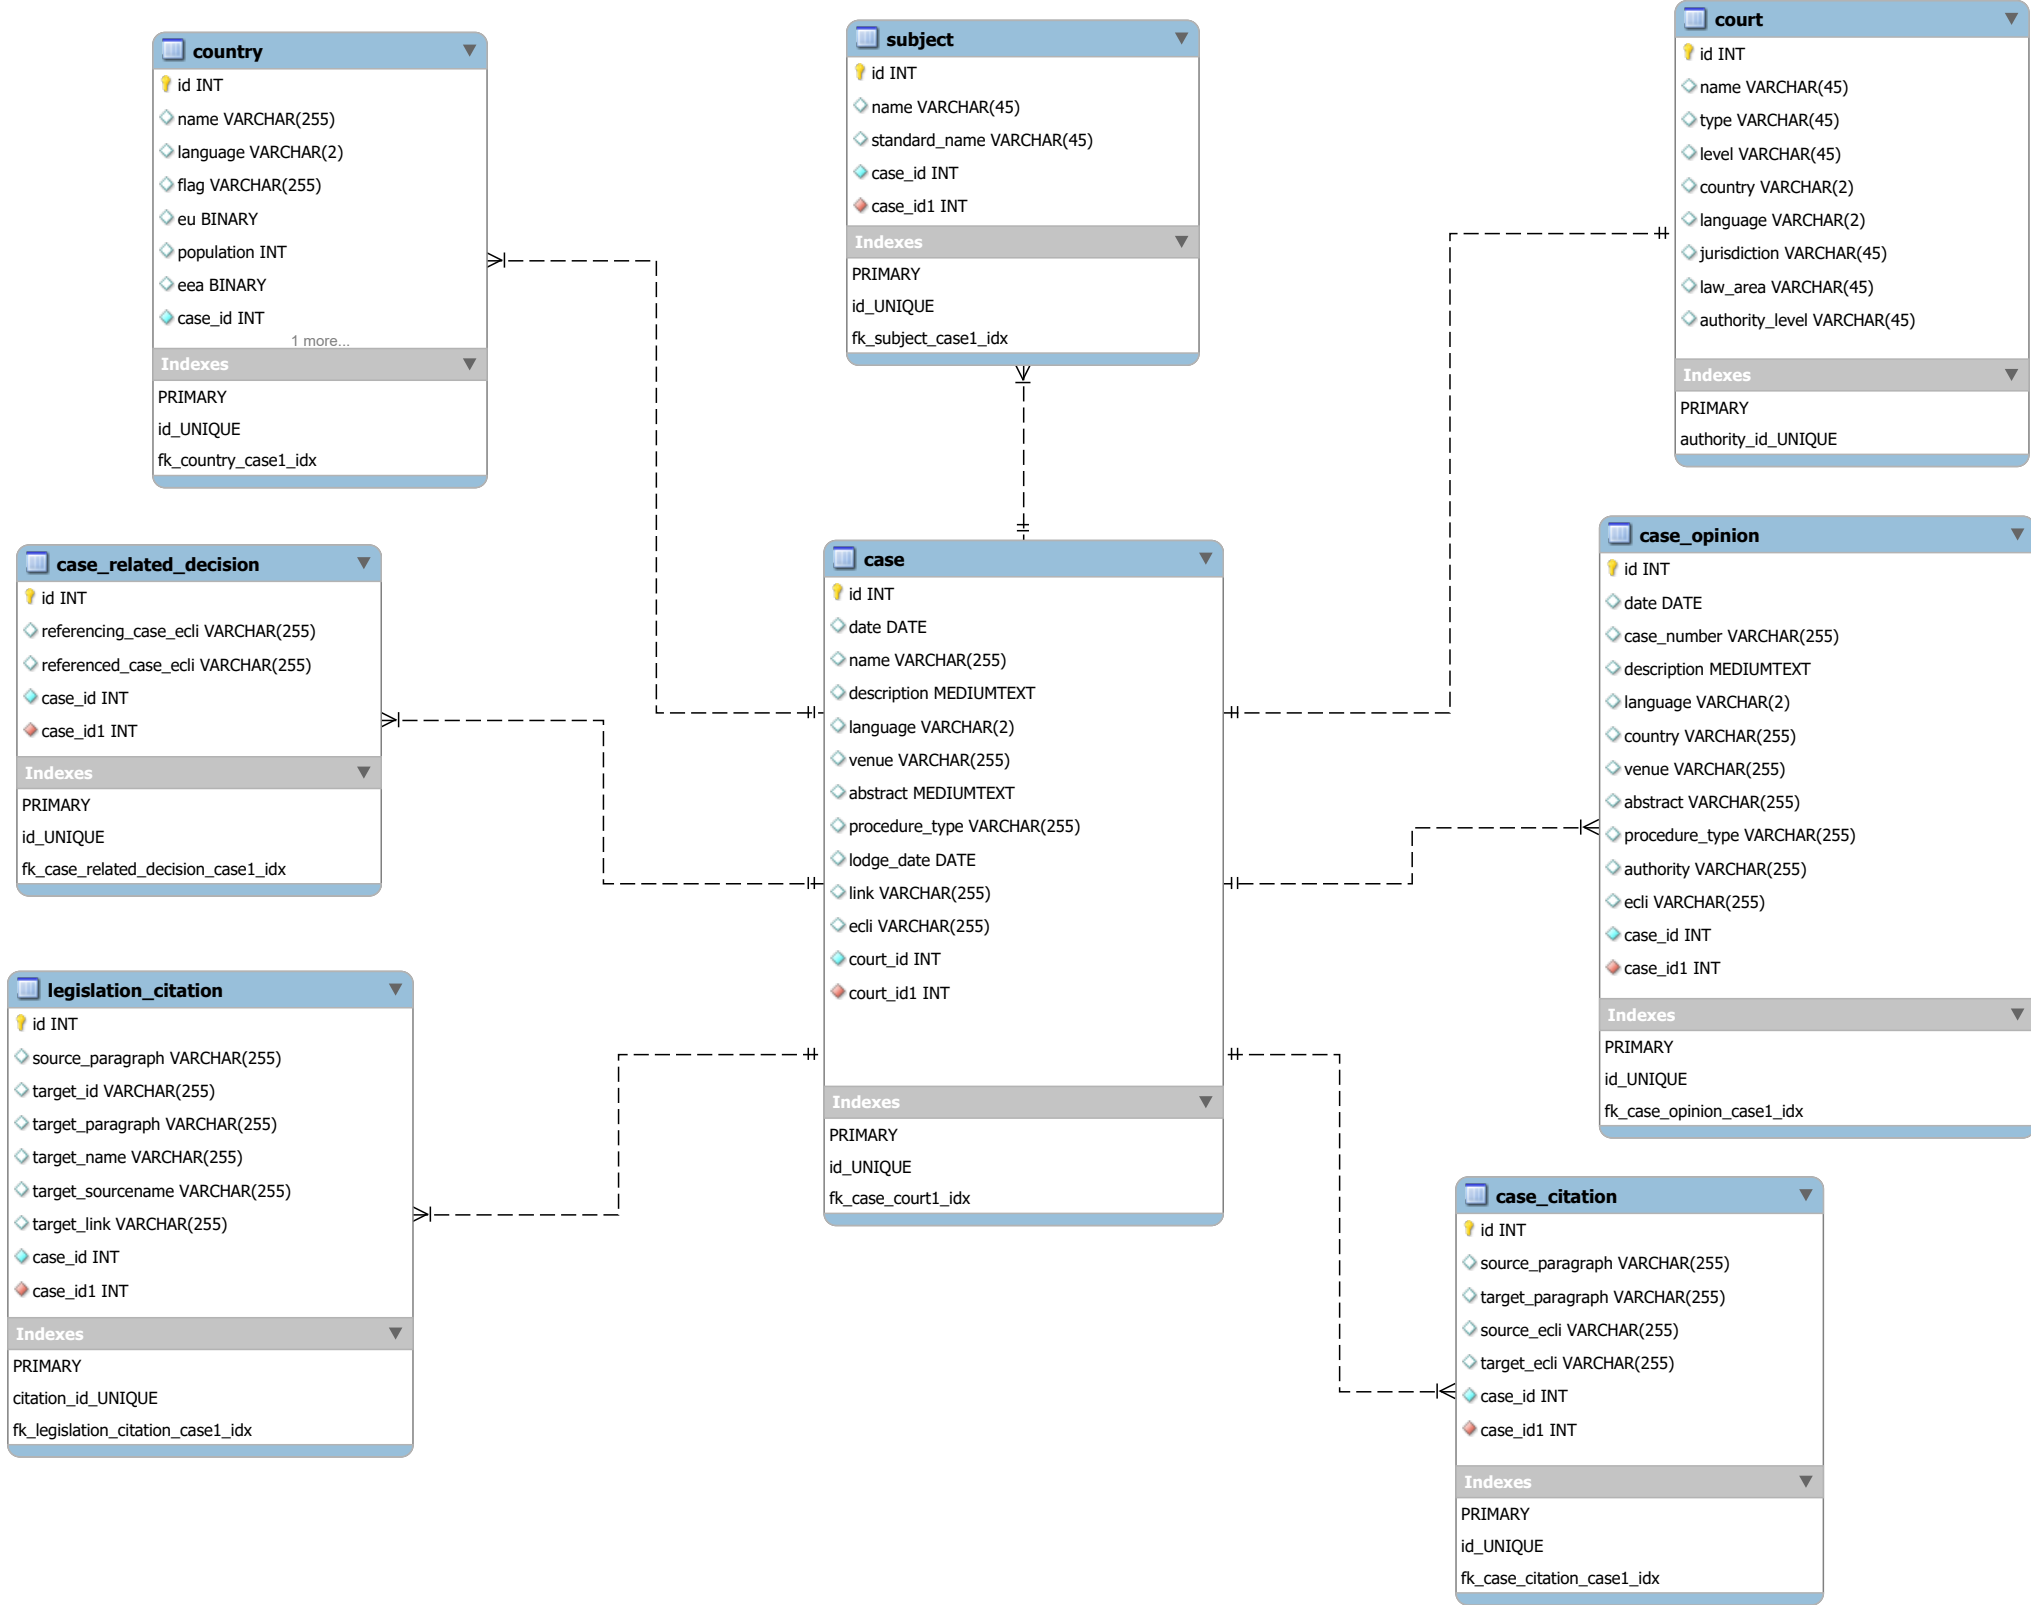 country
id INT
name VARCHAR(255)
language VARCHAR(2)
flag VARCHAR(255)
eu BINARY
population INT
eea BINARY
case_id INT
1 more...
Indexes
PRIMARY
id_UNIQUE
fk_country_case1_idx
subject
id INT
name VARCHAR(45)
standard_name VARCHAR(45)
case_id INT
case_id1 INT
Indexes
PRIMARY
id_UNIQUE
fk_subject_case1_idx
court
id INT
name VARCHAR(45)
type VARCHAR(45)
level VARCHAR(45)
country VARCHAR(2)
language VARCHAR(2)
jurisdiction VARCHAR(45)
law_area VARCHAR(45)
authority_level VARCHAR(45)
Indexes
PRIMARY
authority_id_UNIQUE
case_related_decision
id INT
referencing_case_ecli VARCHAR(255)
referenced_case_ecli VARCHAR(255)
case_id INT
case_id1 INT
Indexes
PRIMARY
id_UNIQUE
fk_case_related_decision_case1_idx
case
id INT
date DATE
name VARCHAR(255)
description MEDIUMTEXT
language VARCHAR(2)
venue VARCHAR(255)
abstract MEDIUMTEXT
procedure_type VARCHAR(255)
lodge_date DATE
link VARCHAR(255)
ecli VARCHAR(255)
court_id INT
court_id1 INT
Indexes
PRIMARY
id_UNIQUE
fk_case_court1_idx
case_opinion
id INT
date DATE
case_number VARCHAR(255)
description MEDIUMTEXT
language VARCHAR(2)
country VARCHAR(255)
venue VARCHAR(255)
abstract VARCHAR(255)
procedure_type VARCHAR(255)
authority VARCHAR(255)
ecli VARCHAR(255)
case_id INT
case_id1 INT
Indexes
PRIMARY
id_UNIQUE
fk_case_opinion_case1_idx
legislation_citation
id INT
source_paragraph VARCHAR(255)
target_id VARCHAR(255)
target_paragraph VARCHAR(255)
target_name VARCHAR(255)
target_sourcename VARCHAR(255)
target_link VARCHAR(255)
case_id INT
case_id1 INT
Indexes
PRIMARY
citation_id_UNIQUE
fk_legislation_citation_case1_idx
case_citation
id INT
source_paragraph VARCHAR(255)
target_paragraph VARCHAR(255)
source_ecli VARCHAR(255)
target_ecli VARCHAR(255)
case_id INT
case_id1 INT
Indexes
PRIMARY
id_UNIQUE
fk_case_citation_case1_idx